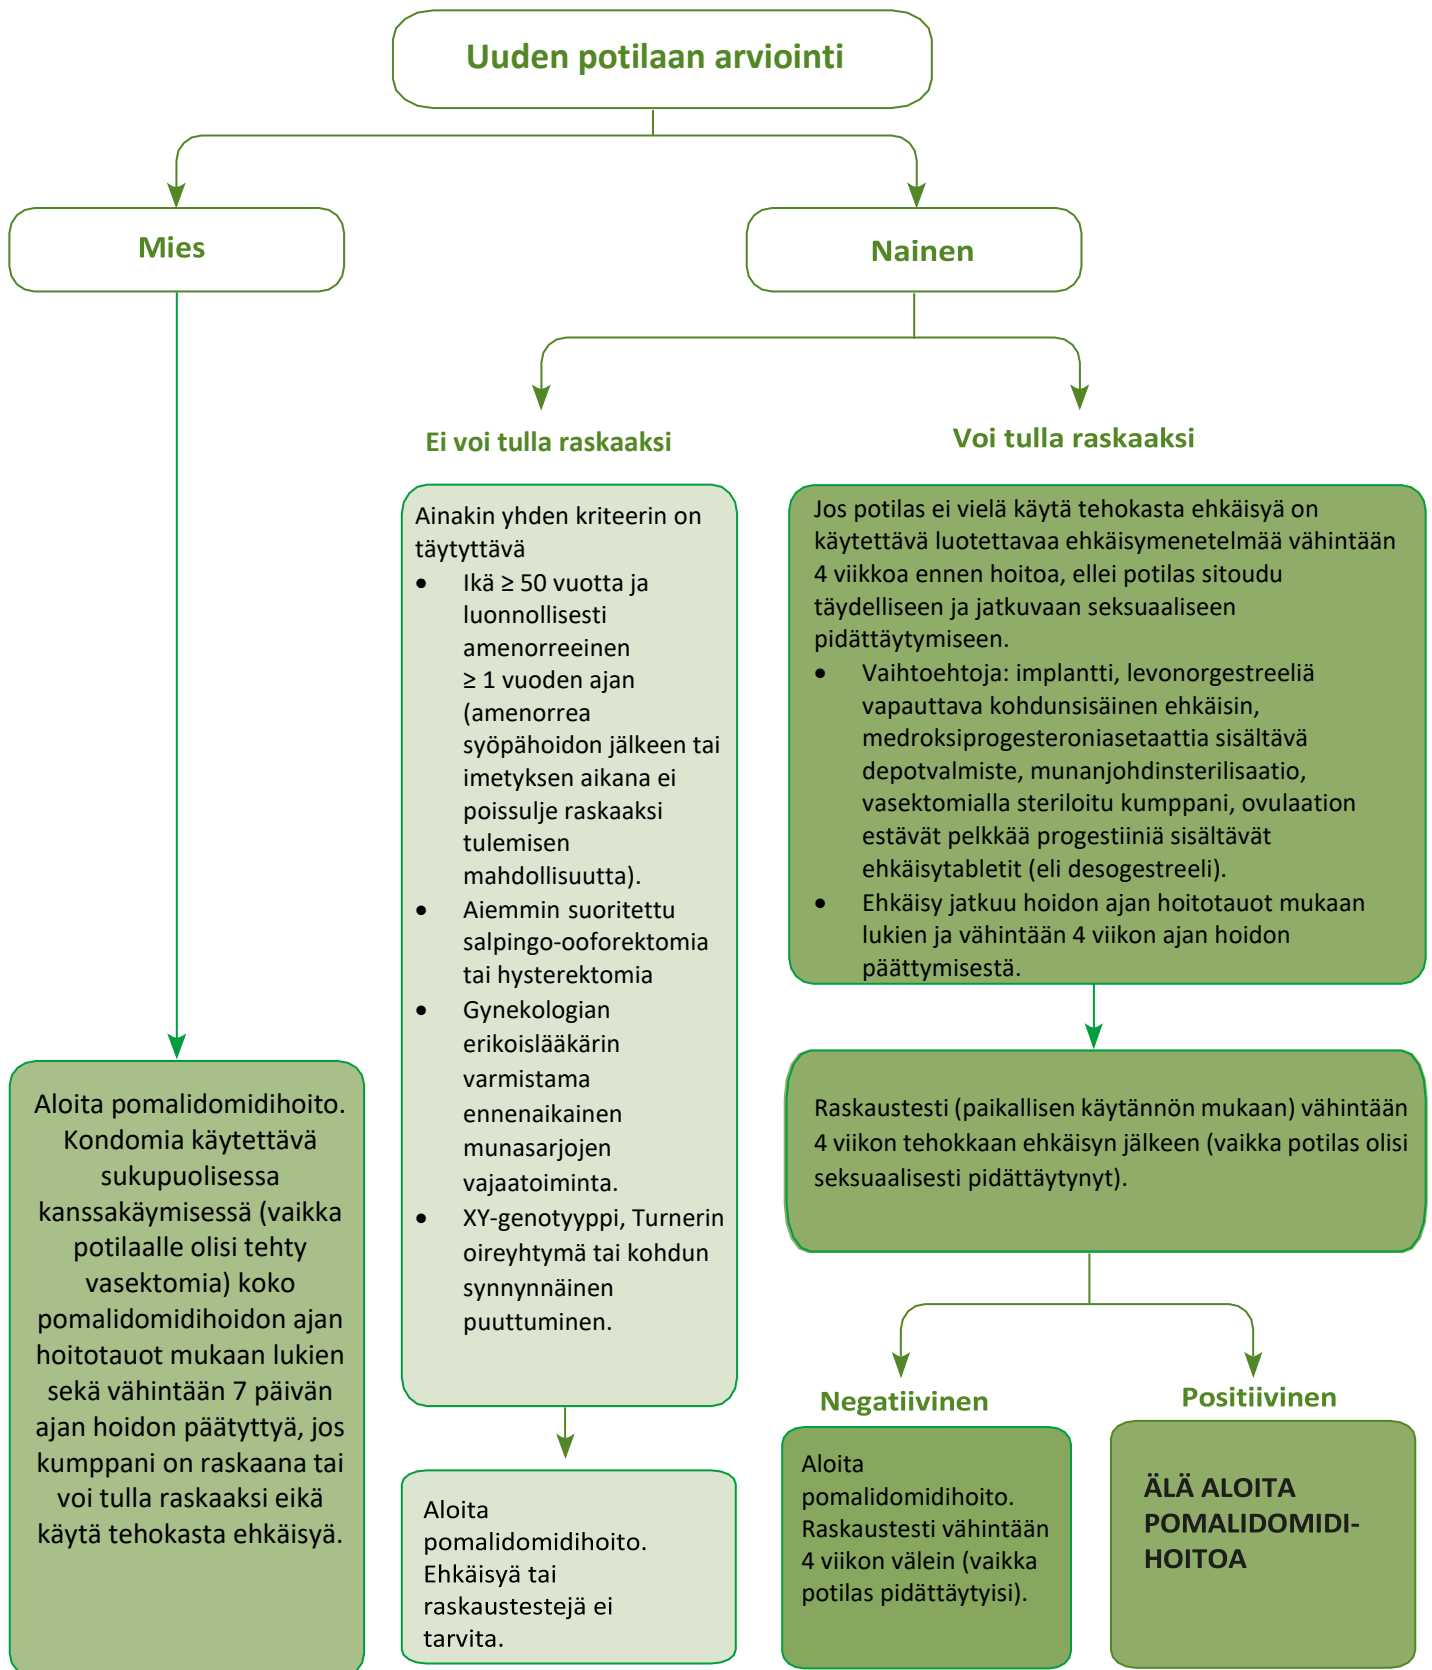 Uuden potilaan arviointi
Mies
Nainen
Ei voi tulla raskaaksi
Voi tulla raskaaksi
Ainakin yhden kriteerin on
täytyttävä
• Ikä ≥ 50 vuotta ja
luonnollisesti
amenorreeinen
≥ 1 vuoden ajan
(amenorrea
syöpähoidon jälkeen tai
imetyksen aikana ei
poissulje raskaaksi
tulemisen
mahdollisuutta).
• Aiemmin suoritettu
salpingo-ooforektomia
tai hysterektomia
• Gynekologian
erikoislääkärin
varmistama
ennenaikainen
munasarjojen
vajaatoiminta.
• XY-genotyyppi, Turnerin
oireyhtymä tai kohdun
synnynnäinen
puuttuminen.
Jos potilas ei vielä käytä tehokasta ehkäisyä on
käytettävä luotettavaa ehkäisymenetelmää vähintään
4 viikkoa ennen hoitoa, ellei potilas sitoudu
täydelliseen ja jatkuvaan seksuaaliseen
pidättäytymiseen.
• Vaihtoehtoja: implantti, levonorgestreeliä
vapauttava kohdunsisäinen ehkäisin,
medroksiprogesteroniasetaattia sisältävä
depotvalmiste, munanjohdinsterilisaatio,
vasektomialla steriloitu kumppani, ovulaation
estävät pelkkää progestiiniä sisältävät
ehkäisytabletit (eli desogestreeli).
• Ehkäisy jatkuu hoidon ajan hoitotauot mukaan
lukien ja vähintään 4 viikon ajan hoidon
päättymisestä.
Raskaustesti (paikallisen käytännön mukaan) vähintään
4 viikon tehokkaan ehkäisyn jälkeen (vaikka potilas olisi
seksuaalisesti pidättäytynyt).
Aloita pomalidomidihoito.
Kondomia käytettävä
sukupuolisessa
kanssakäymisessä (vaikka
potilaalle olisi tehty
vasektomia) koko
pomalidomidihoidon ajan
hoitotauot mukaan lukien
sekä vähintään 7 päivän
ajan hoidon päätyttyä, jos
kumppani on raskaana tai
voi tulla raskaaksi eikä
käytä tehokasta ehkäisyä.
Aloita
pomalidomidihoito.
Ehkäisyä tai
raskaustestejä ei
tarvita.
Negatiivinen
Positiivinen
Aloita
pomalidomidihoito.
Raskaustesti vähintään
4 viikon välein (vaikka
potilas pidättäytyisi).
ÄLÄ ALOITA
POMALIDOMIDI-
HOITOA